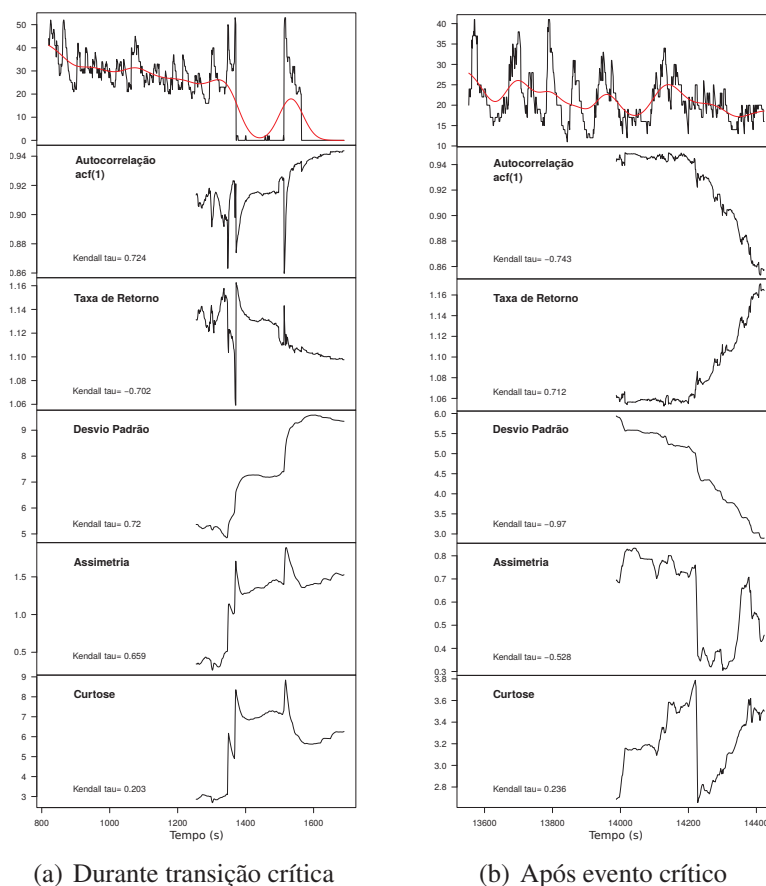 50
40
30
20
10
0
Autocorrelação
acf(1)
0.94
0.92
0.90
0.88
0.86
Kendall tau= 0.724
Taxa de Retorno
1.16
1.14
1.12
1.10
1.08
1.06
Kendall tau= −0.702
Desvio Padrão
9
8
7
6
5
Kendall tau= 0.72
Assimetria
1.5
1.0
0.5
Kendall tau= 0.659
Curtose
9
8
7
6
5
4
3
Kendall tau= 0.203
800 1000 1200 1400 1600
Tempo (s)
(a) Durante transição crítica
40
35
30
25
20
15
10
Autocorrelação
acf(1)
0.94
0.92
0.90
0.88
0.86
Kendall tau= −0.743
Taxa de Retorno
1.16
1.14
1.12
1.10
1.08
1.06
Kendall tau= 0.712
Desvio Padrão
6.0
5.5
5.0
4.5
4.0
3.5
3.0
Kendall tau= −0.97
Assimetria
0.8
0.7
0.6
0.5
0.4
0.3
Kendall tau= −0.528
Curtose
3.8
3.6
3.4
3.2
3.0
2.8
Kendall tau= 0.236
13600 13800 14000 14200 14400
Tempo (s)
(b) Após evento crítico